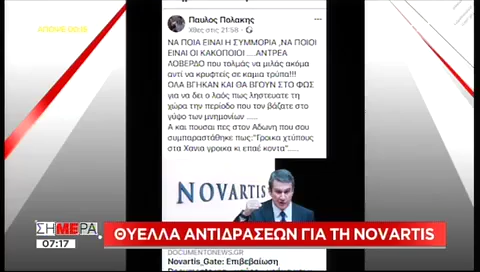 ΑΠΟΨΕ 00:15
Παυλος Πολακης
Χθες στις 21:58
ΝΑ ΠΟΙΑ ΕΙΝΑΙ Η ΣΥΜΜΟΡΙΑ ,ΝΑ ΠΟΙΟΙ
ΕΙΝΑΙ ΟΙ ΚΑΚΟΠΟΙΟΙ ....ΑΝΤΡΕΑ
ΛΟΒΕΡΔΟ που τολμάς να μιλάς ακόμα
αντί να κρυφτείς σε καμια τρύπα!!!
ΟΛΑ ΒΓΗΚΑΝ ΚΑΙ ΘΑ ΒΓΟΥΝ ΣΤΟ ΦΩΣ
για να δει ο λαός πως ληστευατε τη
χώρα την περίοδο που τον βάζατε στο
γύψο των μνημονίων .....
Α και πουσαι πες στον Αδωνη που σου
συμπαραστάθηκε πως:"Γροικα χτύπους
στα Χανια γροικα κι επαέ κοντα".....
NOVARTIS
ΣΗΜΕΡΑ
07:17
ΘΥΕΛΛΑ ΑΝΤΙΔΡΑΣΕΩΝ ΓΙΑ ΤΗ NOVARTIS
DOCUMENTONEWS.GR
Novartis_Gate: Επιβεβαίωση